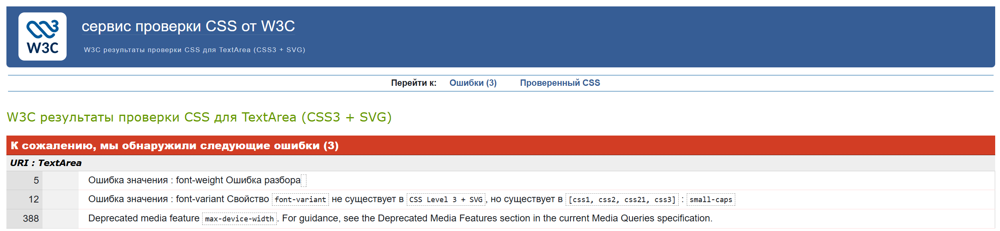 W3C
сервис проверки CSS от W3C
W3C результаты проверки CSS для TextArea (CSS3 + SVG)
Перейти к: Ошибки (3) Проверенный CSS
W3C результаты проверки CSS для TextArea (CSS3 + SVG)
К сожалению, мы обнаружили следующие ошибки (3)
URI : TextArea
5 Ошибка значения : font-weight Ошибка разбора
12 Ошибка значения : font-variant Свойство font-variant не существует в CSS Level 3 + SVG, но существует в [css1, css2, css21, css3] : small-caps
388 Deprecated media feature max-device-width. For guidance, see the Deprecated Media Features section in the current Media Queries specification.